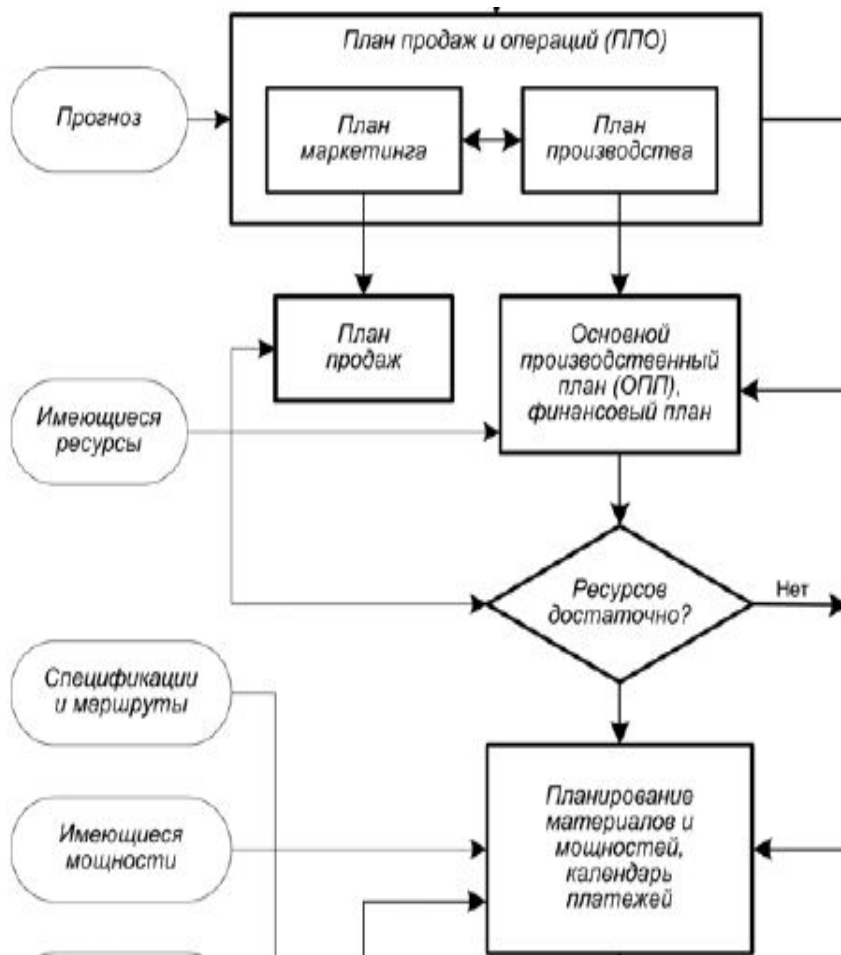 План продаж и операций (ППО)
Прогноз
План
маркетинга
План
производства
План
продаж
Основной
производственный
план (ОПП),
финансовый план
Имеющиеся
ресурсы
Ресурсов
достаточно?
Нет
Спецификации
и маршруты
Планирование
материалов и
мощностей,
календарь
платежей
Имеющиеся
мощности